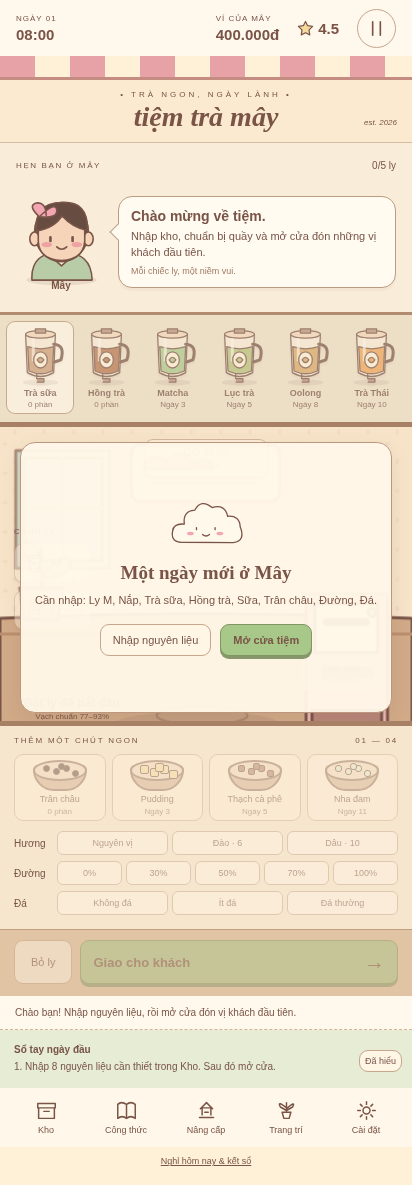 NGÀY 01
08:00
VÍ CỦA MÂY
400.000đ
4.5
• TRÀ NGON, NGÀY LÀNH •
tiệm trà mây
est. 2026
HẸN BẠN Ở MÂY
0/5 ly
Mây
Chào mừng về tiệm.
Nhập kho, chuẩn bị quầy và mở cửa đón những vị
khách đầu tiên.
Mỗi chiếc ly, một niềm vui.
Trà sữa
0 phần
Hồng trà
0 phần
Matcha
Ngày 3
Lục trà
Ngày 5
Oolong
Ngày 8
Trà Thái
Ngày 10
Một ngày mới ở Mây
Cần nhập: Ly M, Nắp, Trà sữa, Hồng trà, Sữa, Trân châu, Đường, Đá.
Nhập nguyên liệu
Mở cửa tiệm
Vạch chuẩn 77–93%
THÊM MỘT CHÚT NGON
01 — 04
Trân châu
0 phần
Pudding
Ngày 3
Thạch cà phê
Ngày 5
Nha đam
Ngày 11
Hương
Nguyên vị
Đào · 6
Dâu · 10
Đường
0%
30%
50%
70%
100%
Đá
Không đá
Ít đá
Đá thường
Bỏ ly
Giao cho khách →
Chào bạn! Nhập nguyên liệu, rồi mở cửa đón vị khách đầu tiên.
Sổ tay ngày đầu
1. Nhập 8 nguyên liệu cần thiết trong Kho. Sau đó mở cửa.
Đã hiểu
Kho
Công thức
Nâng cấp
Trang trí
Cài đặt
Nghỉ hôm nay & kết sổ